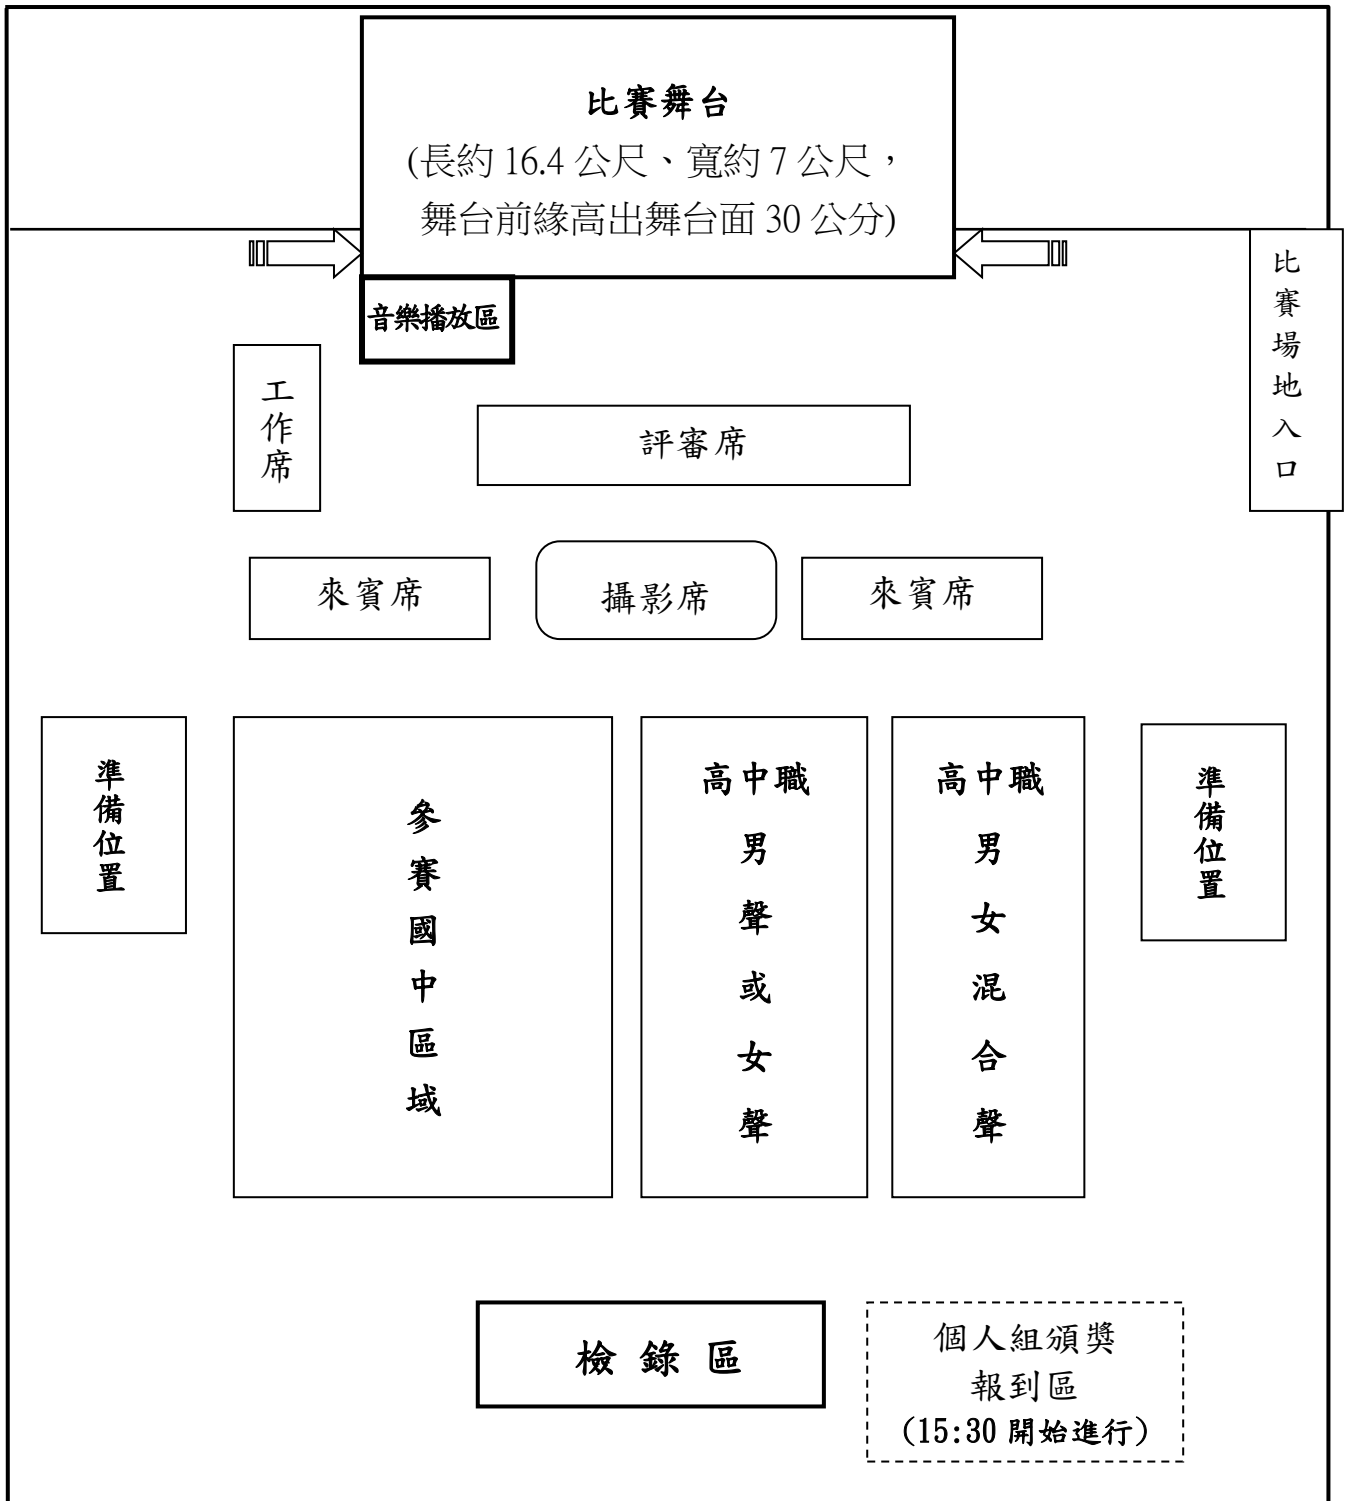 比賽舞台
(長約 16.4 公尺、寬約 7 公尺，
舞台前緣高出舞台面 30 公分)
音樂播放區
比賽場地入口
工作席
評審席
來賓席
攝影席
來賓席
準備位置
參賽國中區域
高中職
男聲或女聲
高中職
男女混合聲
準備位置
檢錄區
個人組頒獎
報到區
(15:30 開始進行)